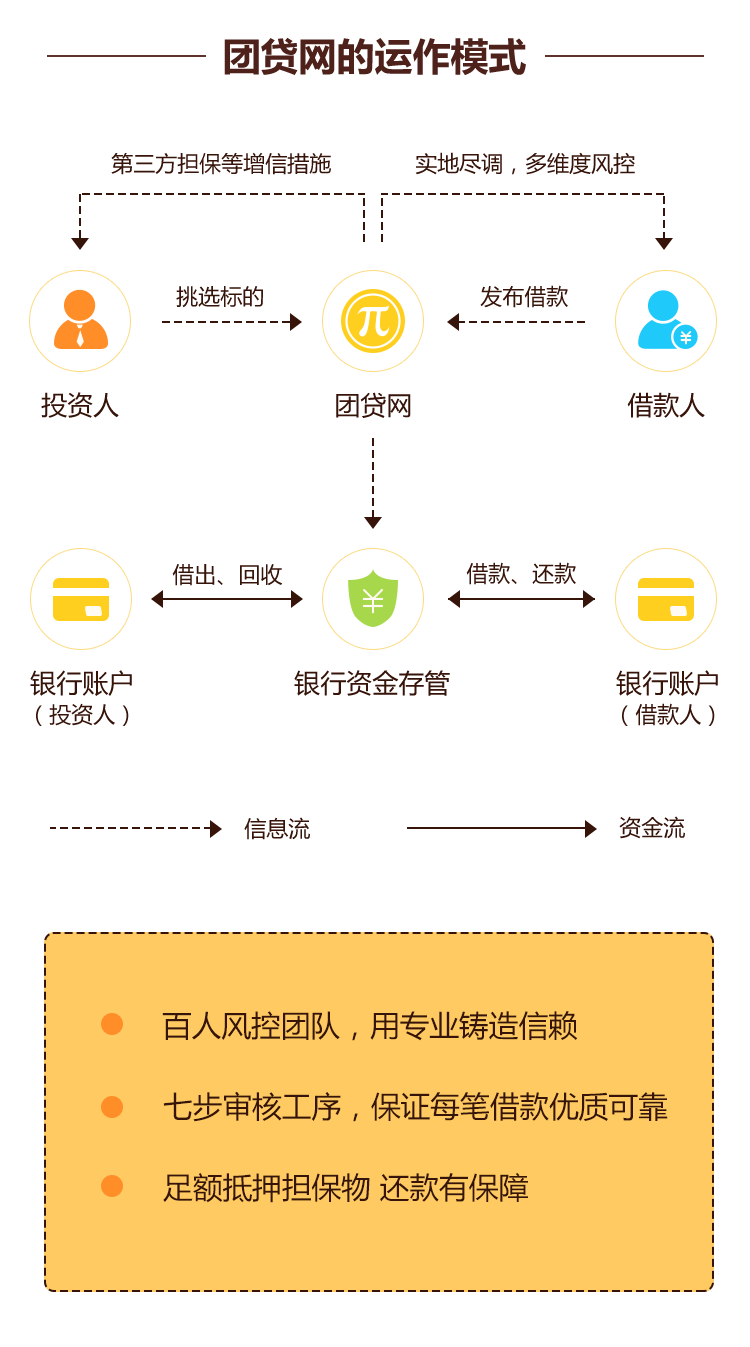 团贷网的运作模式
第三方担保等增信措施
实地尽调，多维度风控
挑选标的
发布借款
π
¥
投资人
团贷网
借款人
借出、回收
借款、还款
¥
银行账户
（投资人）
银行资金存管
银行账户
（借款人）
信息流
资金流
百人风控团队，用专业铸造信赖
七步审核工序，保证每笔借款优质可靠
足额抵押担保物 还款有保障